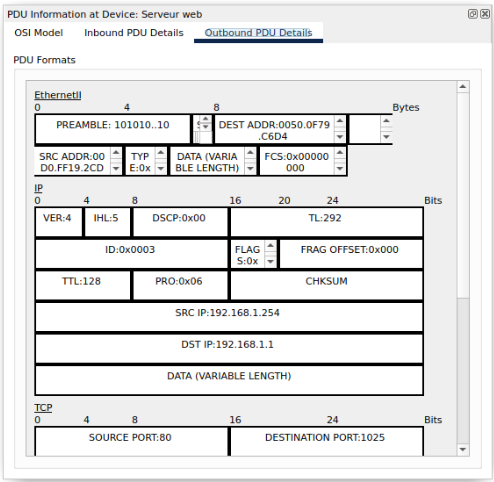 PDU Information at Device: Serveur web
OSI Model Inbound PDU Details Outbound PDU Details
PDU Formats
EthernetII
0 4 8 Bytes
PREAMBLE: 101010..10 DEST ADDR:0050.0F79
.C6D4
SRC ADDR:00 TYP DATA (VARIA FCS:0x00000
D0.FF19.2CD E:0x BLE LENGTH) 000
IP
0 4 8 16 20 24 Bits
VER:4 IHL:5 DSCP:0x00 TL:292
ID:0x0003 FLAG FRAG OFFSET:0x000
S:0x
TTL:128 PRO:0x06 CHKSUM
SRC IP:192.168.1.254
DST IP:192.168.1.1
DATA (VARIABLE LENGTH)
TCP
0 4 8 16 24 Bits
SOURCE PORT:80 DESTINATION PORT:1025